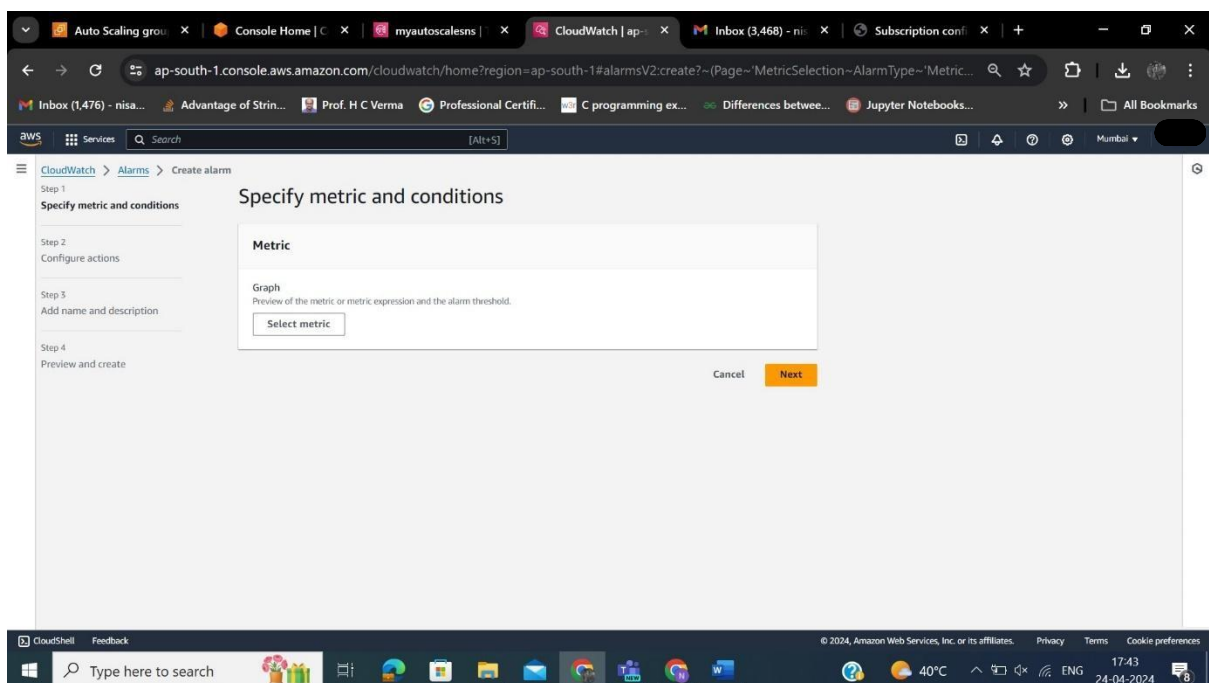 Auto Scaling grou
Console Home | C
myautoscalesns | T
CloudWatch | ap-s
Inbox (3,468) - nis
Subscription confi
ap-south-1.console.aws.amazon.com/cloudwatch/home?region=ap-south-1#alarmsV2:create?~(Page~'MetricSelection~AlarmType~'Metric...
Inbox (1,476) - nisa...
Advantage of Strin...
Prof. H C Verma
Professional Certifi...
C programming ex...
Differences betwee...
Jupyter Notebooks...
»
All Bookmarks
aws
Services
Search
[Alt+S]
Mumbai
CloudWatch > Alarms > Create alarm
Step 1
Specify metric and conditions
Step 2
Configure actions
Step 3
Add name and description
Step 4
Preview and create
Specify metric and conditions
Metric
Graph
Preview of the metric or metric expression and the alarm threshold.
Select metric
Cancel
Next
CloudShell
Feedback
© 2024, Amazon Web Services, Inc. or its affiliates.
Privacy
Terms
Cookie preferences
Type here to search
40°C
ENG
17:43
24-04-2024
8